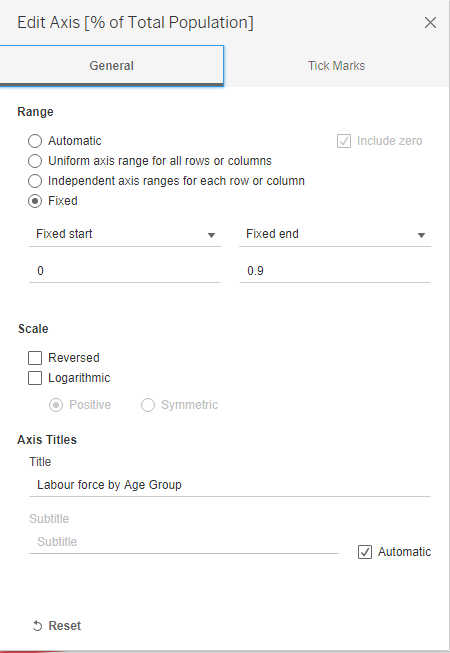 Edit Axis [% of Total Population]
General
Tick Marks
Range
Automatic
Include zero
Uniform axis range for all rows or columns
Independent axis ranges for each row or column
Fixed
Fixed start
Fixed end
0
0.9
Scale
Reversed
Logarithmic
Positive
Symmetric
Axis Titles
Title
Labour force by Age Group
Subtitle
Subtitle
Automatic
Reset